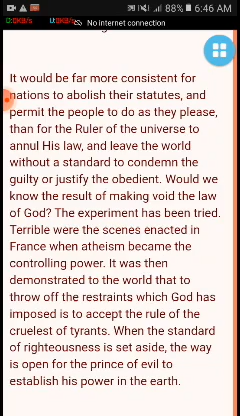 0KB/s 0KB/s 88% 6:46 AM
No internet connection
It would be far more consistent for
nations to abolish their statutes, and
permit the people to do as they please,
than for the Ruler of the universe to
annul His law, and leave the world
without a standard to condemn the
guilty or justify the obedient. Would we
know the result of making void the law
of God? The experiment has been tried.
Terrible were the scenes enacted in
France when atheism became the
controlling power. It was then
demonstrated to the world that to
throw off the restraints which God has
imposed is to accept the rule of the
cruelest of tyrants. When the standard
of righteousness is set aside, the way
is open for the prince of evil to
establish his power in the earth.